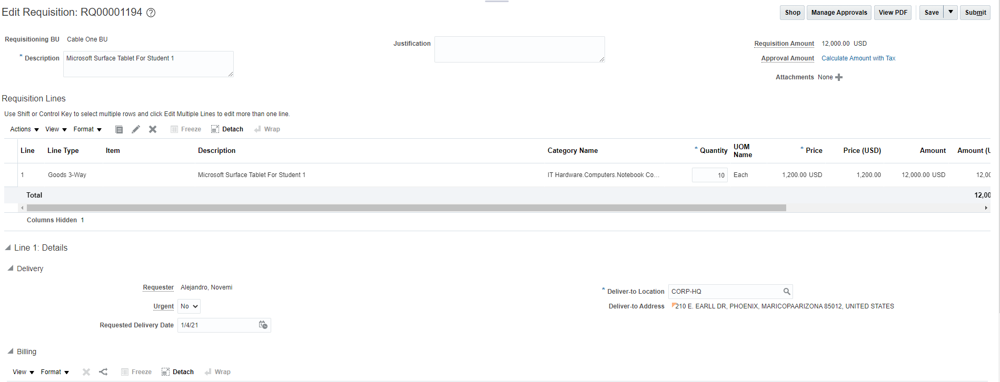 Edit Requisition: RQ00001194 ?
Shop Manage Approvals View PDF Save Submit
Requisitioning BU Cable One BU
* Description Microsoft Surface Tablet For Student 1
Justification
Requisition Amount 12,000.00 USD
Approval Amount Calculate Amount with Tax
Attachments None
Requisition Lines
Use Shift or Control Key to select multiple rows and click Edit Multiple Lines to edit more than one line.
Actions View Format Freeze Detach Wrap
Line Line Type Item Description Category Name * Quantity UOM Name * Price Price (USD) Amount Amount (U
1 Goods 3-Way Microsoft Surface Tablet For Student 1 IT Hardware.Computers.Notebook Co... 10 Each 1,200.00 USD 1,200.00 12,000.00 USD 12,00
Total 12,00
Columns Hidden 1
Line 1: Details
Delivery
Requester Alejandro, Novemi
Urgent No
Requested Delivery Date 1/4/21
* Deliver-to Location CORP-HQ
Deliver-to Address 210 E. EARLL DR, PHOENIX, MARICOPAARIZONA 85012, UNITED STATES
Billing
View Format Freeze Detach Wrap